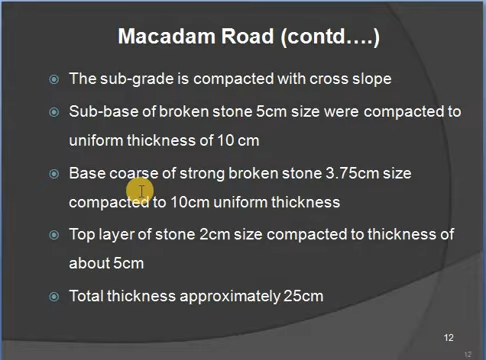 Macadam Road (contd….)
The sub-grade is compacted with cross slope
Sub-base of broken stone 5cm size were compacted to
uniform thickness of 10 cm
Base coarse of strong broken stone 3.75cm size
compacted to 10cm uniform thickness
Top layer of stone 2cm size compacted to thickness of
about 5cm
Total thickness approximately 25cm
12
12